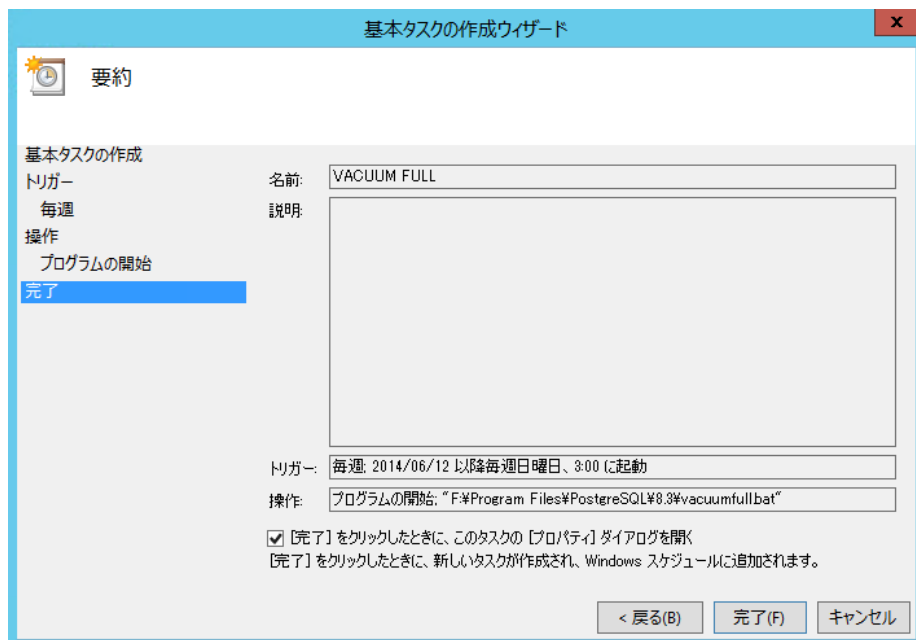 基本タスクの作成ウィザード
x
要約
基本タスクの作成
トリガー
毎週
操作
プログラムの開始
完了
名前: VACUUM FULL
説明:
トリガー: 毎週; 2014/06/12 以降毎週日曜日、3:00 に起動
操作: プログラムの開始; "F:¥Program Files¥PostgreSQL¥8.3¥vacuumfull.bat"
[完了] をクリックしたときに、このタスクの [プロパティ] ダイアログを開く
[完了] をクリックしたときに、新しいタスクが作成され、Windows スケジュールに追加されます。
< 戻る(B) 完了(F) キャンセル